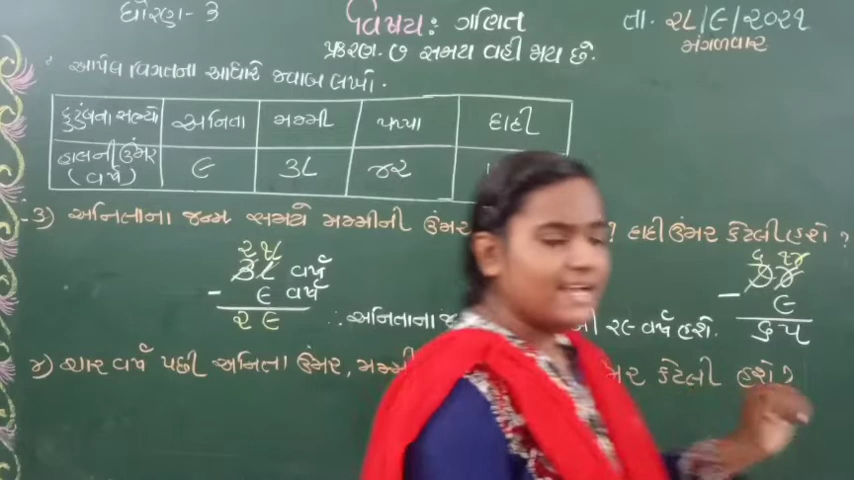 ધોરણ- ૩
વિષય: ગણિત
તા. ૨૮/૯/૨૦૨૧
મંગળવાર
પ્રકરણ. ૭ સમય વહી જાય છે.
આપેલ વિગતના આધારે જવાબ લખો.
કુટુંબના સભ્યો અનિતા મમ્મી પપ્પા દાદી
હાલની ઉંમર (વર્ષ) ૯ ૩૮ ૪૨
૩) અનિતાના જન્મ સમયે મમ્મીની ઉંમર ? દાદી ઉંમર કેટલી હશે ?
૩૮ વર્ષ
- ૯ વર્ષ
૨૯
∴ અનિતાના ૨૯ વર્ષ હશે.
- ૯
૬૫
૪) ચાર વર્ષ પછી અનિતા ઉંમર, કેટલી હશે ?